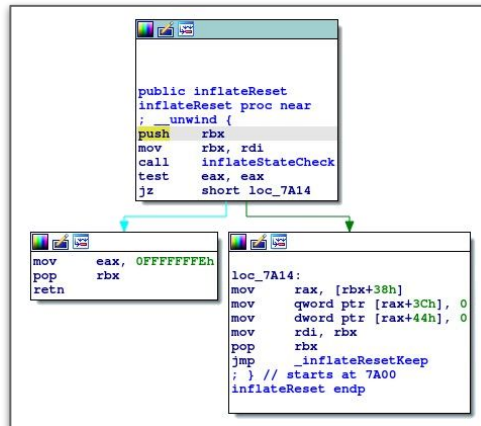 public inflateReset
inflateReset proc near
; __unwind {
push rbx
mov rbx, rdi
call inflateStateCheck
test eax, eax
jz short loc_7A14
mov eax, 0FFFFFFFEh
pop rbx
retn
loc_7A14:
mov rax, [rbx+38h]
mov qword ptr [rax+3Ch], 0
mov dword ptr [rax+44h], 0
mov rdi, rbx
pop rbx
jmp _inflateResetKeep
; } // starts at 7A00
inflateReset endp